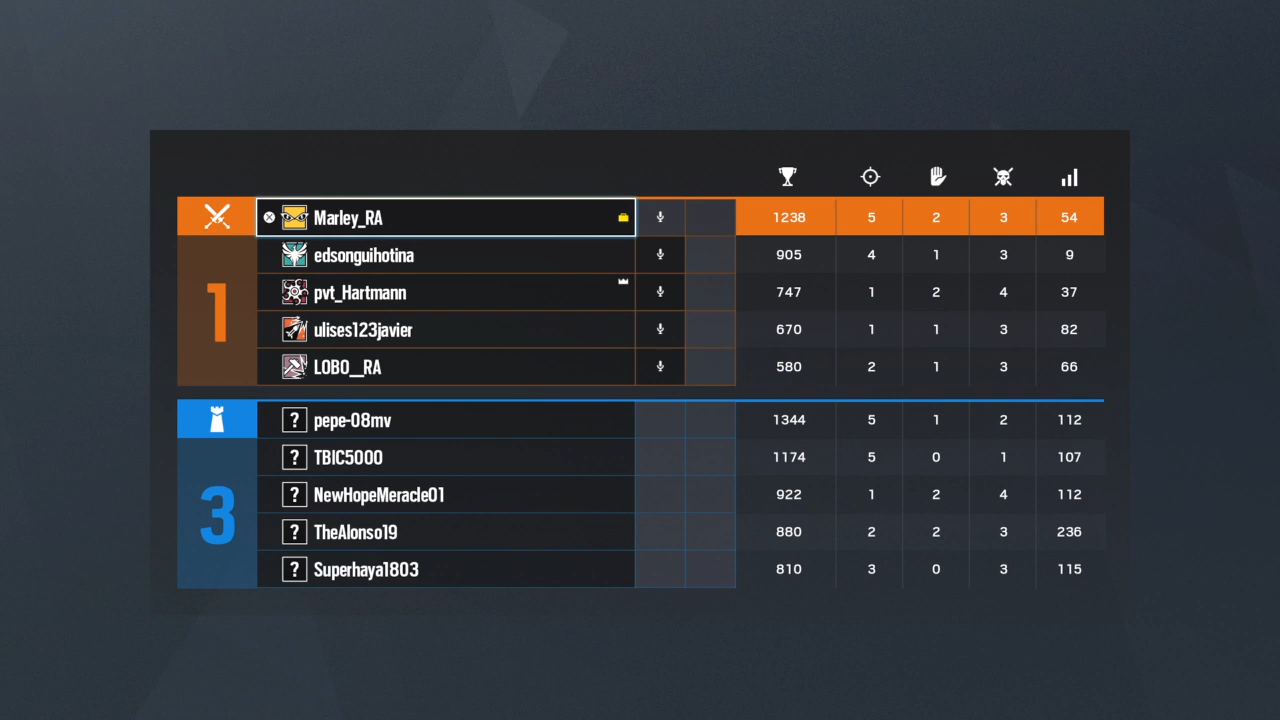 Marley_RA 1238 5 2 3 54
edsonguihotina 905 4 1 3 9
1
pvt_Hartmann 747 1 2 4 37
ulises123javier 670 1 1 3 82
LOBO__RA 580 2 1 3 66
? pepe-08mv 1344 5 1 2 112
? TBIC5000 1174 5 0 1 107
3
? NewHopeMeracle01 922 1 2 4 112
? TheAlonso19 880 2 2 3 236
? Superhaya1803 810 3 0 3 115